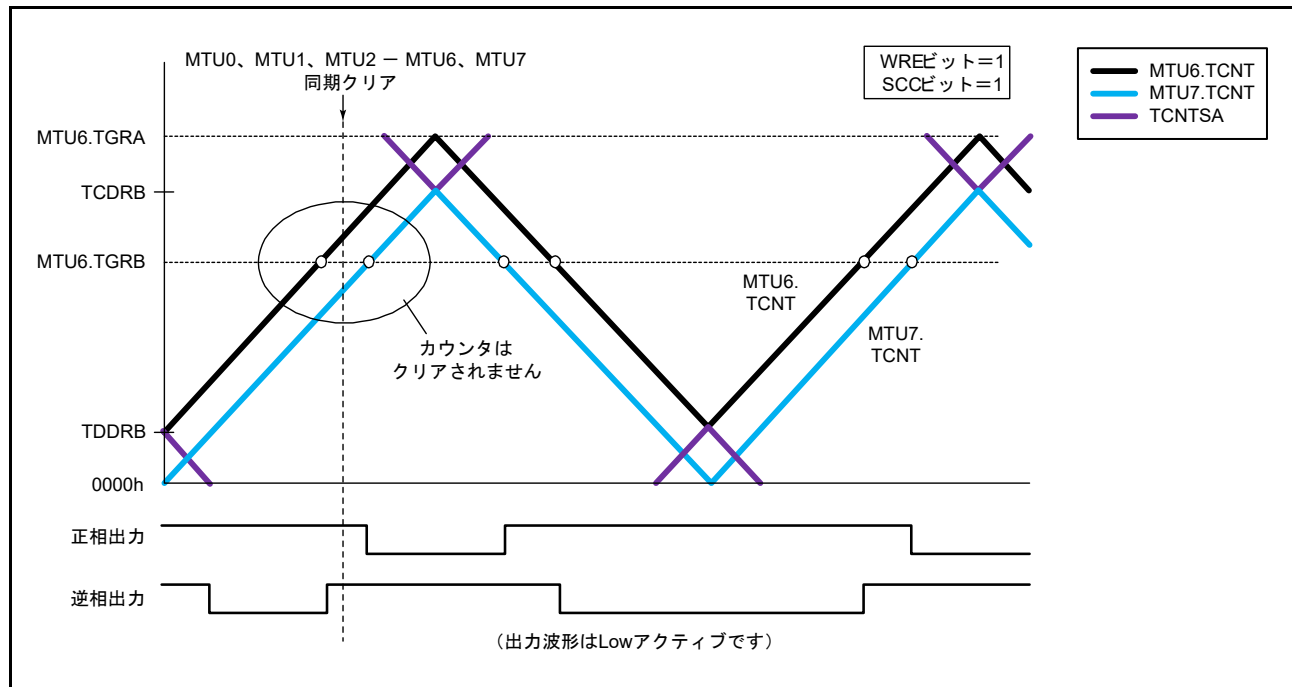 MTU0、MTU1、MTU2 － MTU6、MTU7
同期クリア
WREビット＝1
SCCビット＝1
MTU6.TCNT
MTU7.TCNT
TCNTSA
MTU6.TGRA
TCDRB
MTU6.TGRB
MTU6.
TCNT
MTU7.
TCNT
カウンタは
クリアされません
TDDRB
0000h
正相出力
逆相出力
（出力波形はLowアクティブです）